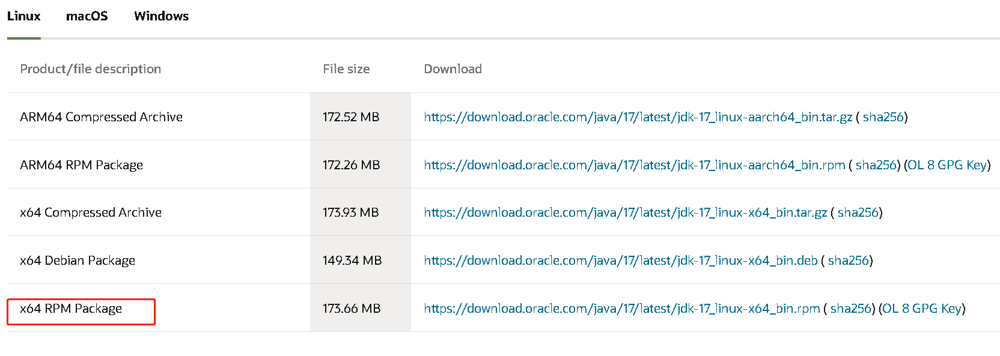 Linux macOS Windows
Product/file description File size Download
ARM64 Compressed Archive 172.52 MB https://download.oracle.com/java/17/latest/jdk-17_linux-aarch64_bin.tar.gz ( sha256)
ARM64 RPM Package 172.26 MB https://download.oracle.com/java/17/latest/jdk-17_linux-aarch64_bin.rpm ( sha256) (OL 8 GPG Key)
x64 Compressed Archive 173.93 MB https://download.oracle.com/java/17/latest/jdk-17_linux-x64_bin.tar.gz ( sha256)
x64 Debian Package 149.34 MB https://download.oracle.com/java/17/latest/jdk-17_linux-x64_bin.deb ( sha256)
x64 RPM Package 173.66 MB https://download.oracle.com/java/17/latest/jdk-17_linux-x64_bin.rpm ( sha256) (OL 8 GPG Key)